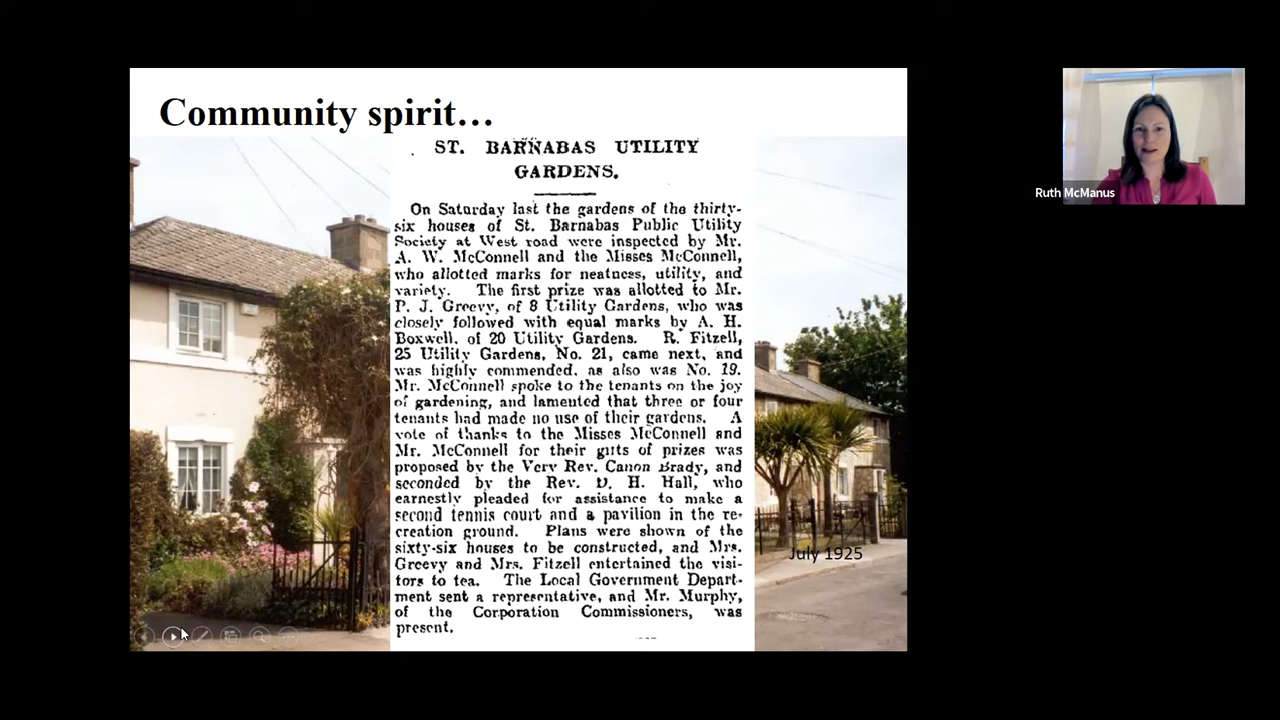 Community spirit…
ST. BARNABAS UTILITY
GARDENS.
On Saturday last the gardens of the thirty-
six houses of St. Barnabas Public Utility
Society at West road were inspected by Mr.
A. W. McConnell and the Misses McConnell,
who allotted marks for neatness, utility, and
variety. The first prize was allotted to Mr.
P. J. Greevy, of 8 Utility Gardens, who was
closely followed with equal marks by A. H.
Boxwell, of 20 Utility Gardens. R. Fitzell,
25 Utility Gardens, No. 21, came next, and
was highly commended, as also was No. 19.
Mr. McConnell spoke to the tenants on the joy
of gardening, and lamented that three or four
tenants had made no use of their gardens. A
vote of thanks to the Misses McConnell and
Mr. McConnell for their gifts of prizes was
proposed by the Very Rev. Canon Brady, and
seconded by the Rev. D. H. Hall, who
earnestly pleaded for assistance to make a
second tennis court and a pavilion in the re-
creation ground. Plans were shown of the
sixty-six houses to be constructed, and Mrs.
Greevy and Mrs. Fitzell entertained the visi-
tors to tea. The Local Government Depart-
ment sent a representative, and Mr. Murphy,
of the Corporation Commissioners, was
present.
July 1925
Ruth McManus